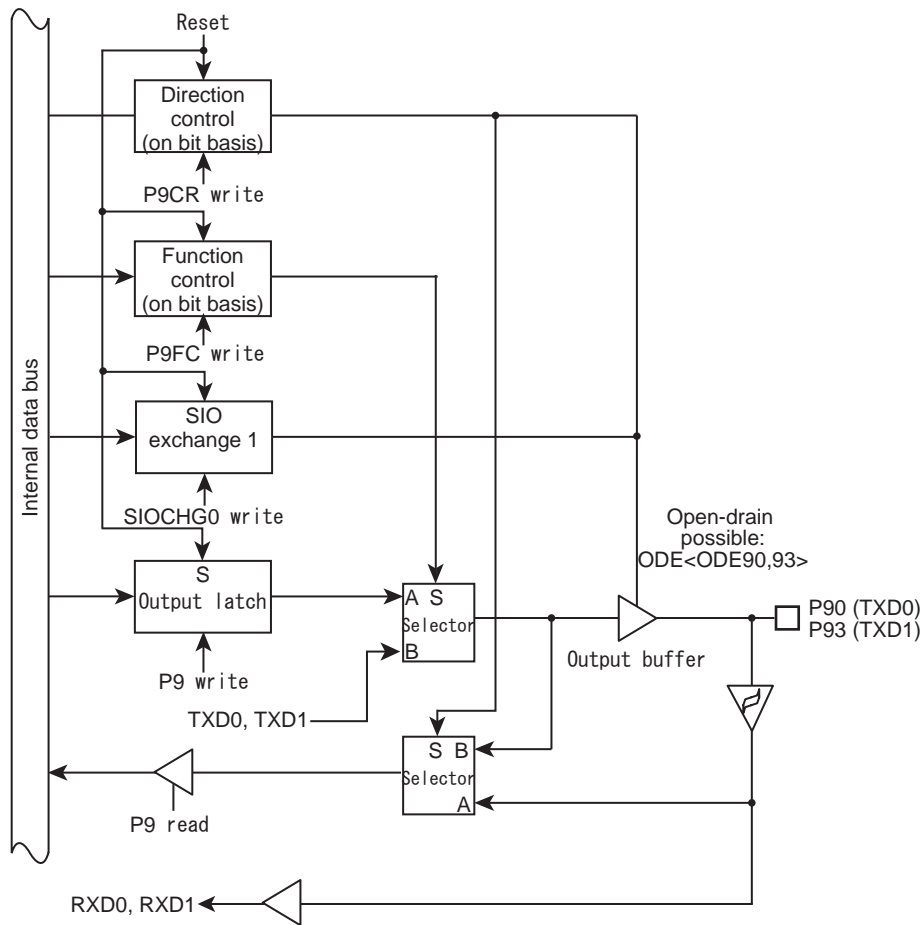 Reset
Direction
control
(on bit basis)
P9CR write
Function
control
(on bit basis)
P9FC write
Internal data bus
SIO
exchange 1
SIOCHG0 write
Open-drain
possible:
ODE<ODE90,93>
S
Output latch
A S
Selector
B
P90 (TXD0)
P93 (TXD1)
Output buffer
P9 write
TXD0, TXD1
S B
Selector
A
P9 read
RXD0, RXD1